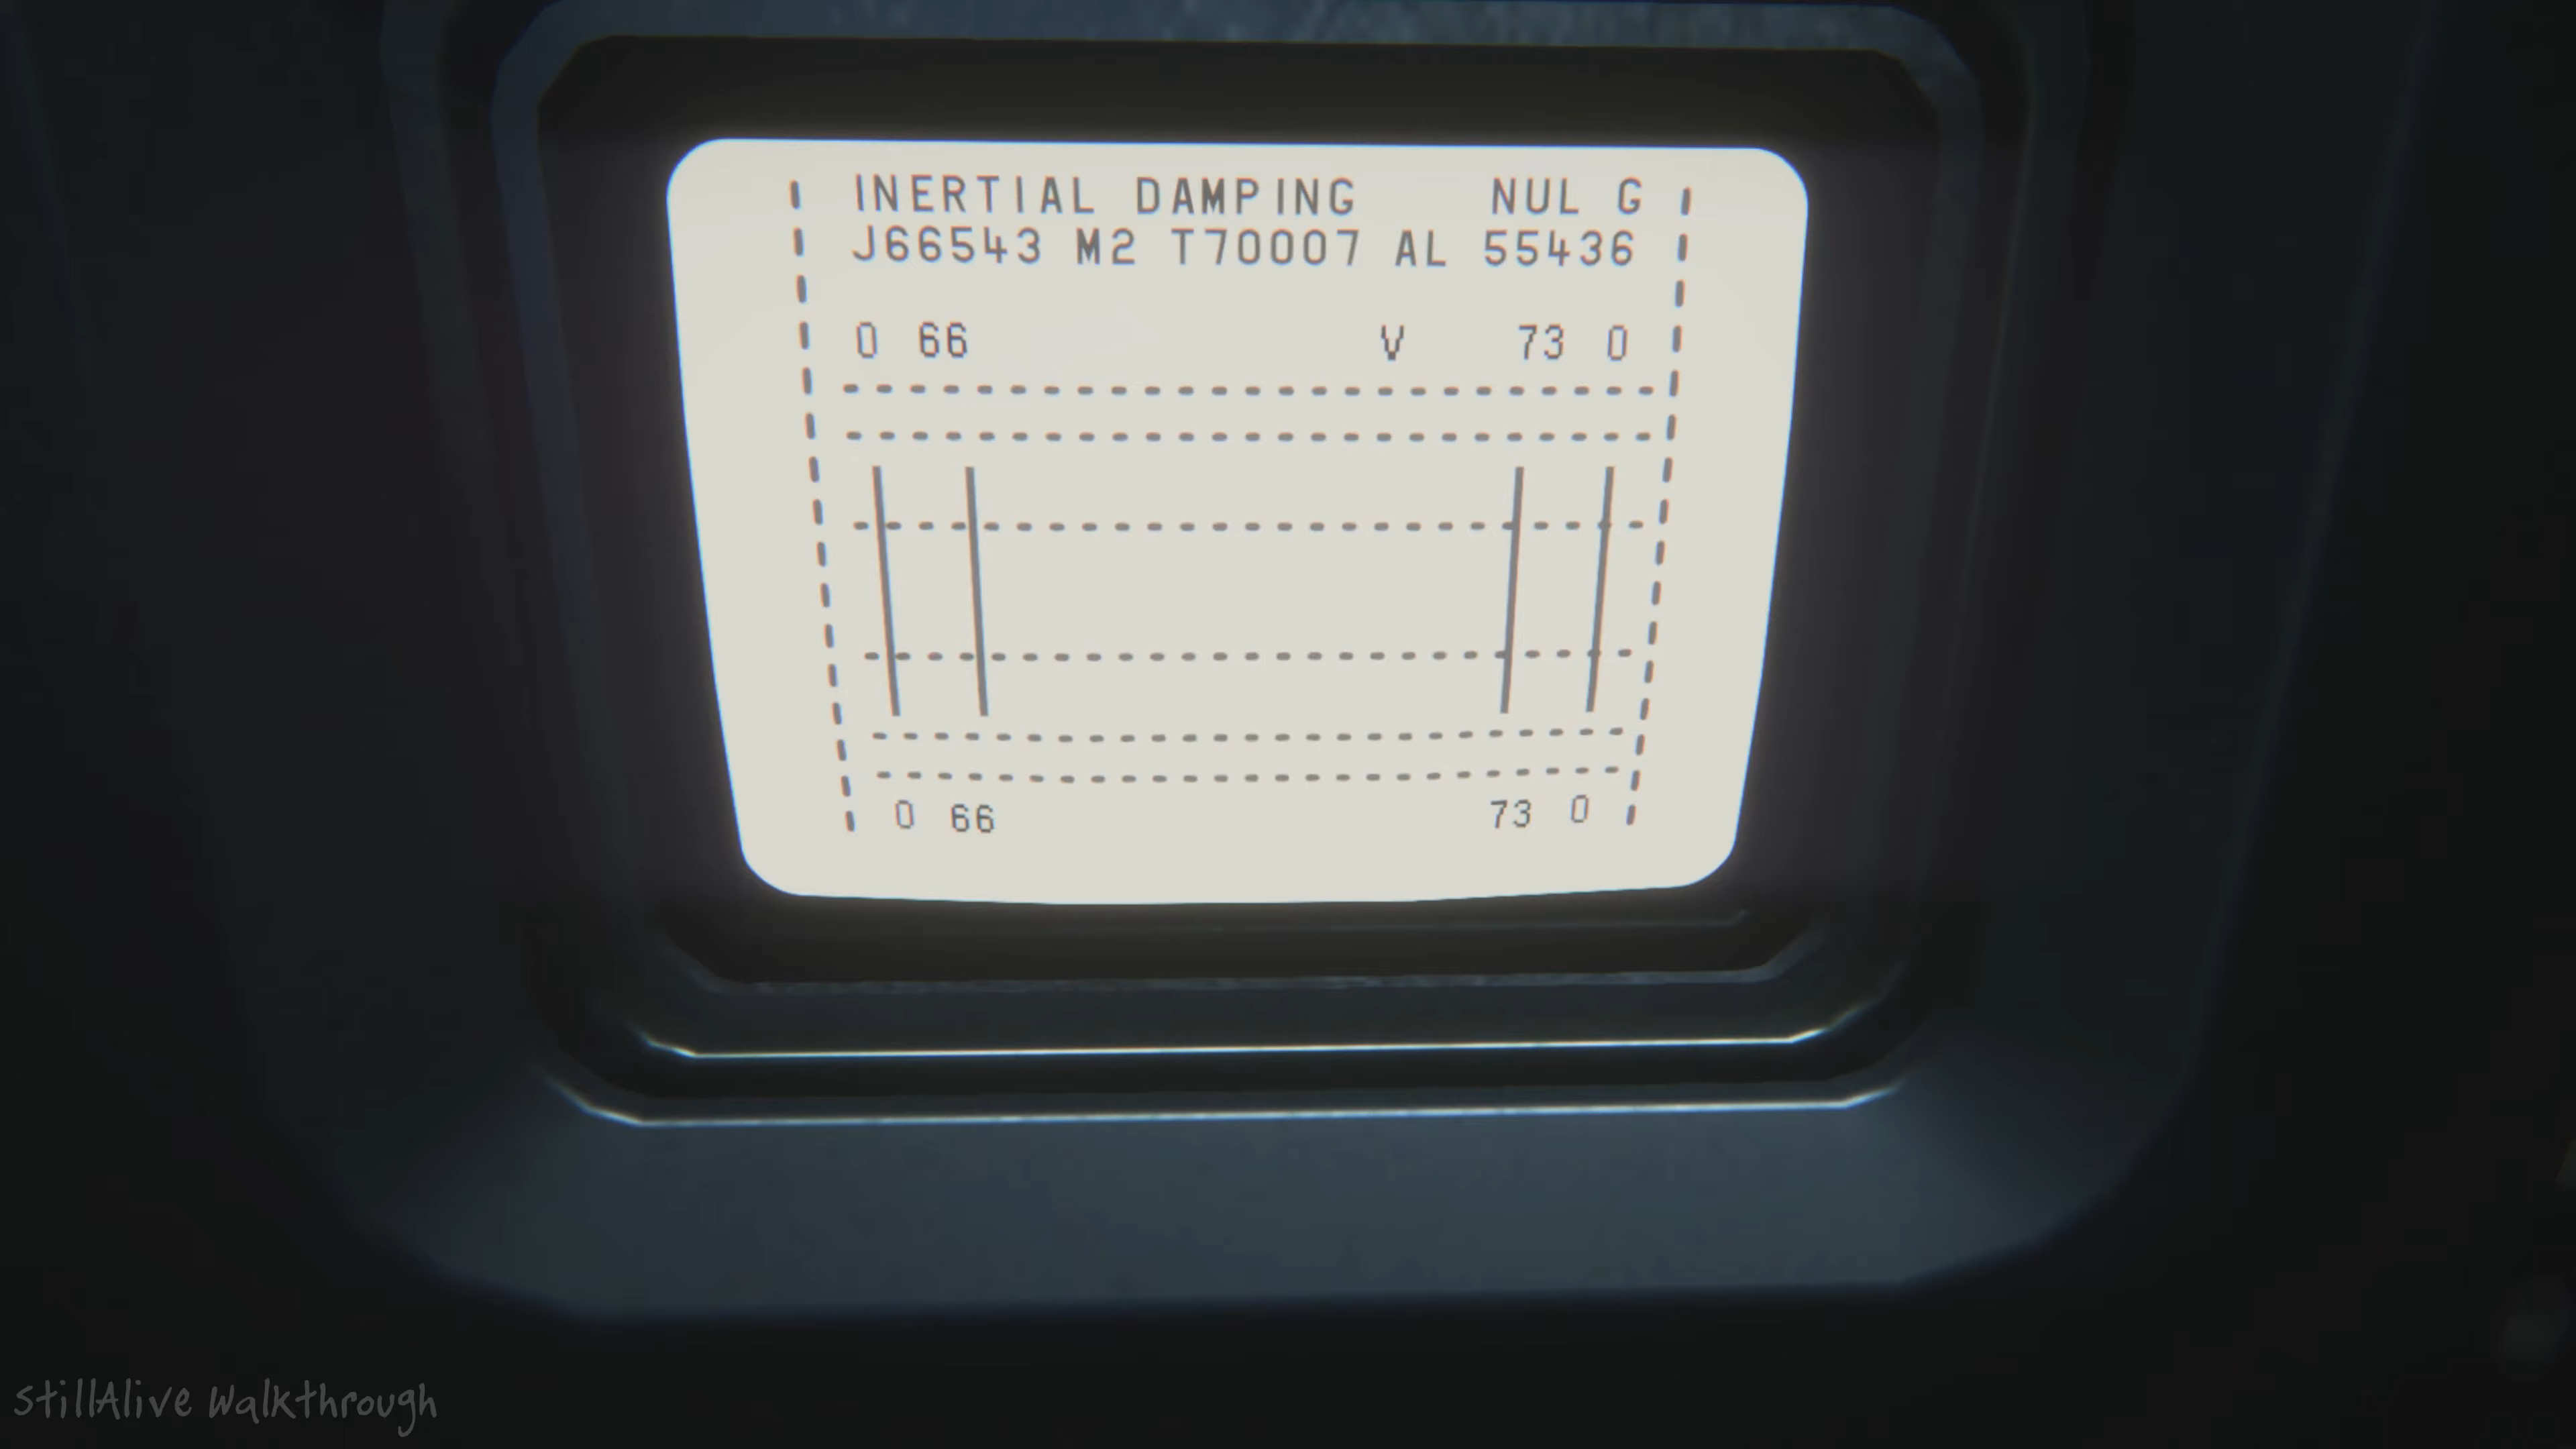 INERTIAL DAMPING NUL G
J66543 M2 T70007 AL 55436
0 66 V 73 0
0 66 73 0
stillAlive Walkthrough